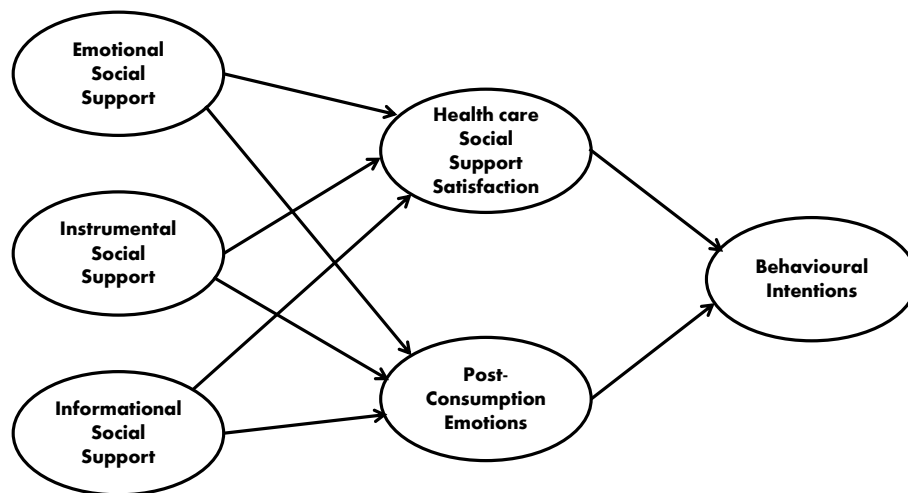 Emotional
Social
Support
Health care
Social
Support
Satisfaction
Instrumental
Social
Support
Behavioural
Intentions
Post-
Consumption
Emotions
Informational
Social
Support